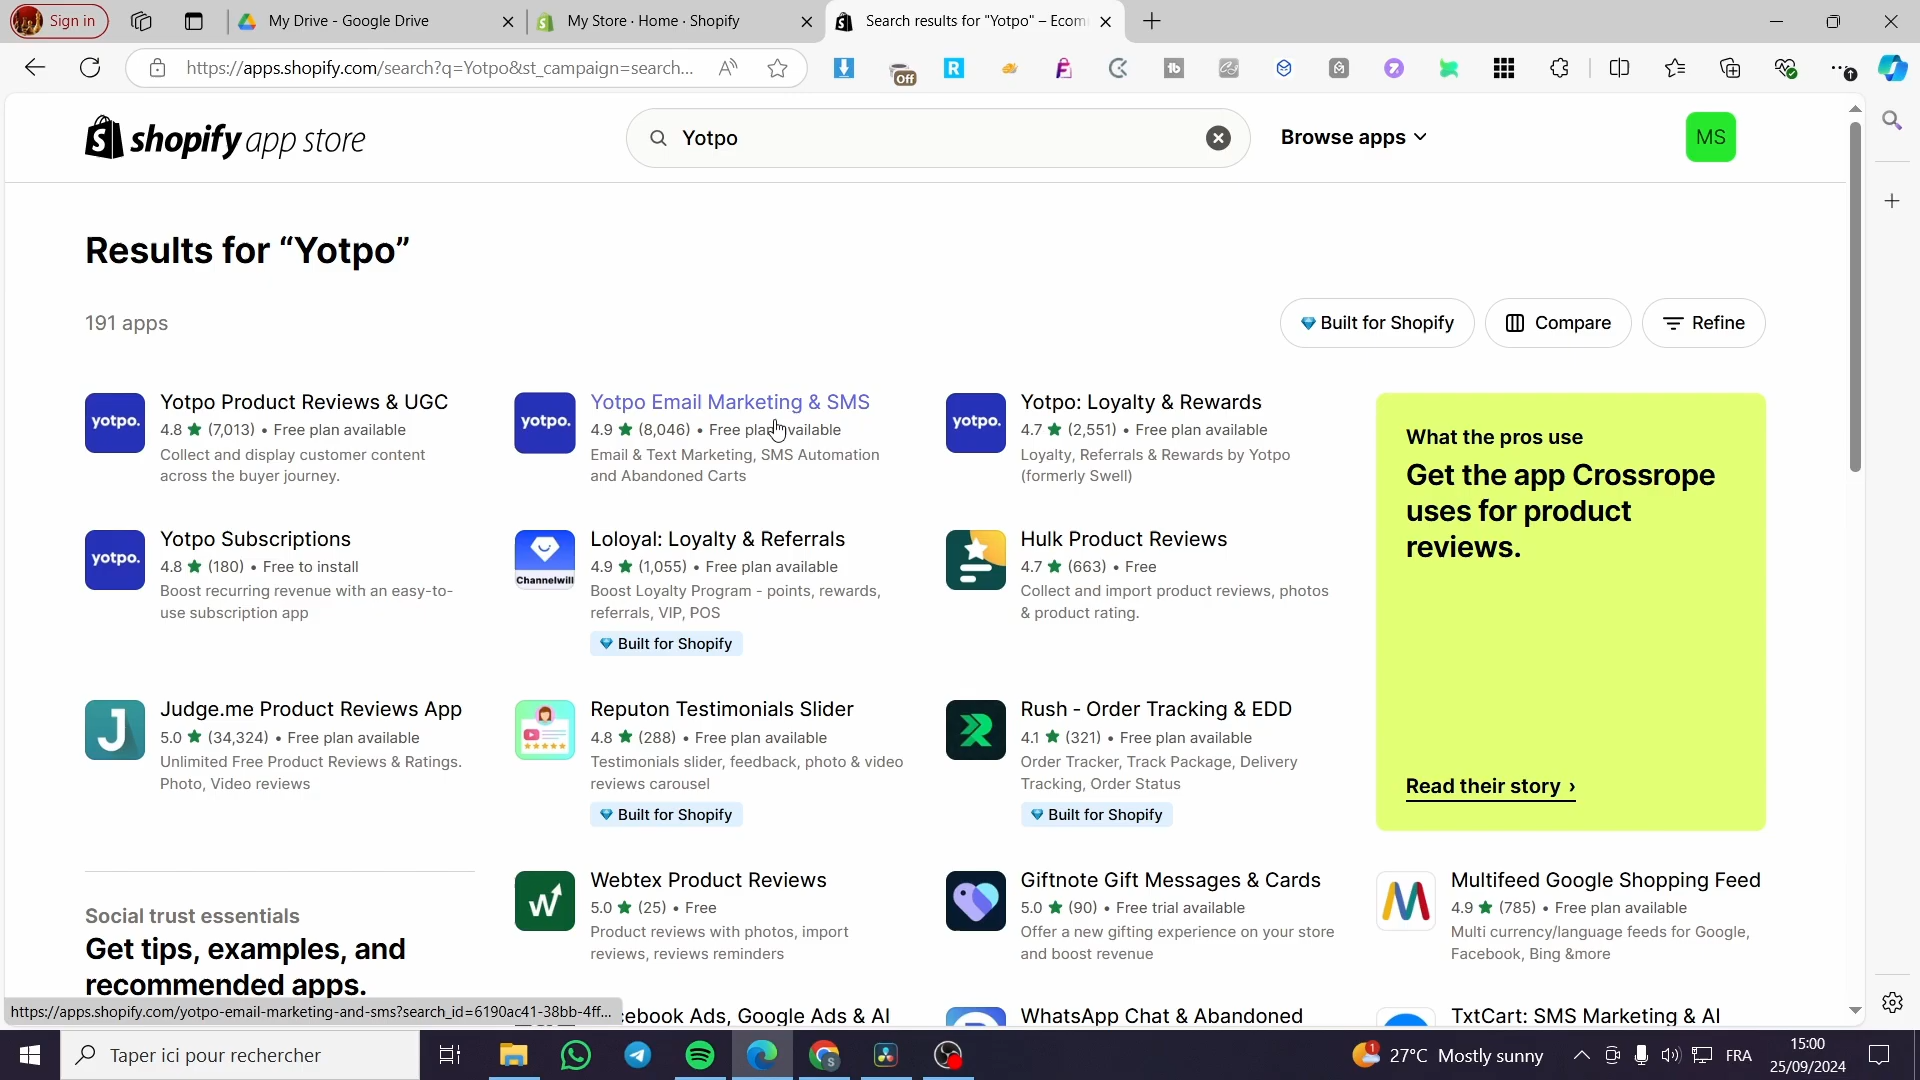 Sign in
My Drive - Google Drive
My Store · Home · Shopify
Search results for "Yotpo" – Ecom
https://apps.shopify.com/search?q=Yotpo&st_campaign=search...
Off
shopify app store
Yotpo
Browse apps
MS
Results for “Yotpo”
191 apps
Built for Shopify
Compare
Refine
yotpo.
Yotpo Product Reviews & UGC
4.8 ★ (7,013) • Free plan available
Collect and display customer content
across the buyer journey.
yotpo.
Yotpo Email Marketing & SMS
4.9 ★ (8,046) • Free plan available
Email & Text Marketing, SMS Automation
and Abandoned Carts
yotpo.
Yotpo: Loyalty & Rewards
4.7 ★ (2,551) • Free plan available
Loyalty, Referrals & Rewards by Yotpo
(formerly Swell)
What the pros use
Get the app Crossrope
uses for product
reviews.
Read their story ›
yotpo.
Yotpo Subscriptions
4.8 ★ (180) • Free to install
Boost recurring revenue with an easy-to-
use subscription app
Channelwill
Loloyal: Loyalty & Referrals
4.9 ★ (1,055) • Free plan available
Boost Loyalty Program - points, rewards,
referrals, VIP, POS
Built for Shopify
Hulk Product Reviews
4.7 ★ (663) • Free
Collect and import product reviews, photos
& product rating.
J
Judge.me Product Reviews App
5.0 ★ (34,324) • Free plan available
Unlimited Free Product Reviews & Ratings.
Photo, Video reviews
Reputon Testimonials Slider
4.8 ★ (288) • Free plan available
Testimonials slider, feedback, photo & video
reviews carousel
Built for Shopify
Rush - Order Tracking & EDD
4.1 ★ (321) • Free plan available
Order Tracker, Track Package, Delivery
Tracking, Order Status
Built for Shopify
Social trust essentials
Get tips, examples, and
recommended apps.
Webtex Product Reviews
5.0 ★ (25) • Free
Product reviews with photos, import
reviews, reviews reminders
Giftnote Gift Messages & Cards
5.0 ★ (90) • Free trial available
Offer a new gifting experience on your store
and boost revenue
Multifeed Google Shopping Feed
4.9 ★ (785) • Free plan available
Multi currency/language feeds for Google,
Facebook, Bing &more
https://apps.shopify.com/yotpo-email-marketing-and-sms?search_id=6190ac41-38bb-4ff...
ebook Ads, Google Ads & AI
WhatsApp Chat & Abandoned
TxtCart: SMS Marketing & AI
Taper ici pour rechercher
1
27°C Mostly sunny
FRA
15:00
25/09/2024